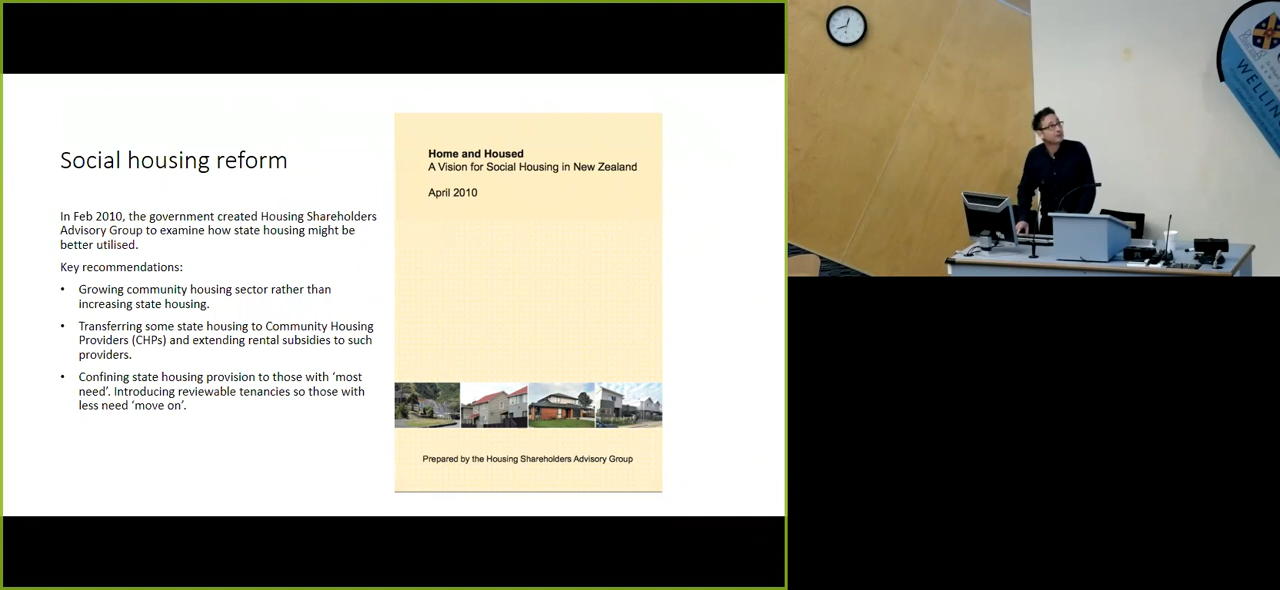 Social housing reform
In Feb 2010, the government created Housing Shareholders
Advisory Group to examine how state housing might be
better utilised.
Key recommendations:
• Growing community housing sector rather than
increasing state housing.
• Transferring some state housing to Community Housing
Providers (CHPs) and extending rental subsidies to such
providers.
• Confining state housing provision to those with ‘most
need’. Introducing reviewable tenancies so those with
less need ‘move on’.
Home and Housed
A Vision for Social Housing in New Zealand
April 2010
Prepared by the Housing Shareholders Advisory Group